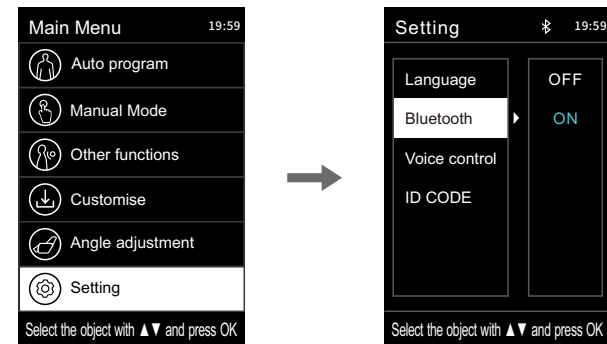 Main Menu 19:59
Auto program
Manual Mode
Other functions
Customise
Angle adjustment
Setting
Select the object with ▲▼ and press OK
Setting 19:59
Language
Bluetooth
Voice control
ID CODE
OFF
ON
Select the object with ▲▼ and press OK